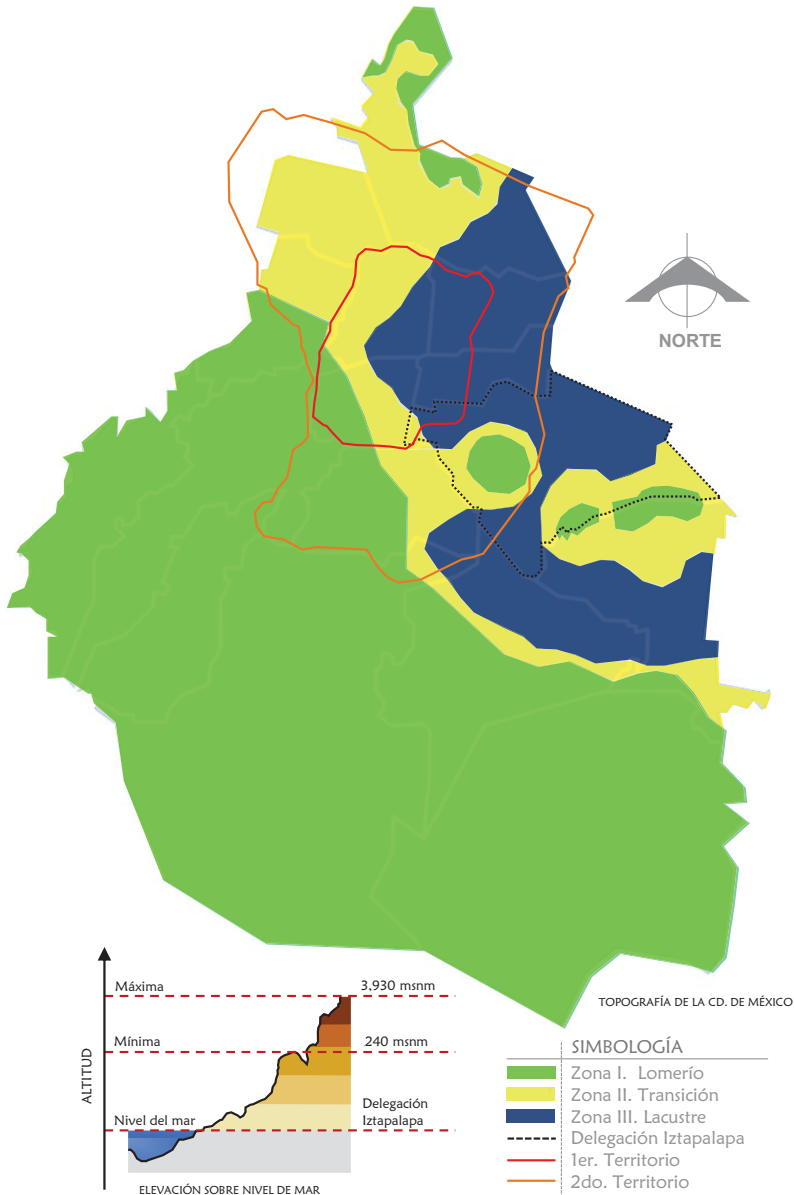 NORTE
TOPOGRAFÍA DE LA CD. DE MÉXICO
ALTITUD
Máxima
3,930 msnm
Mínima
240 msnm
Nivel del mar
Delegación
Iztapalapa
ELEVACIÓN SOBRE NIVEL DE MAR
SIMBOLOGÍA
Zona I. Lomerío
Zona II. Transición
Zona III. Lacustre
Delegación Iztapalapa
1er. Territorio
2do. Territorio